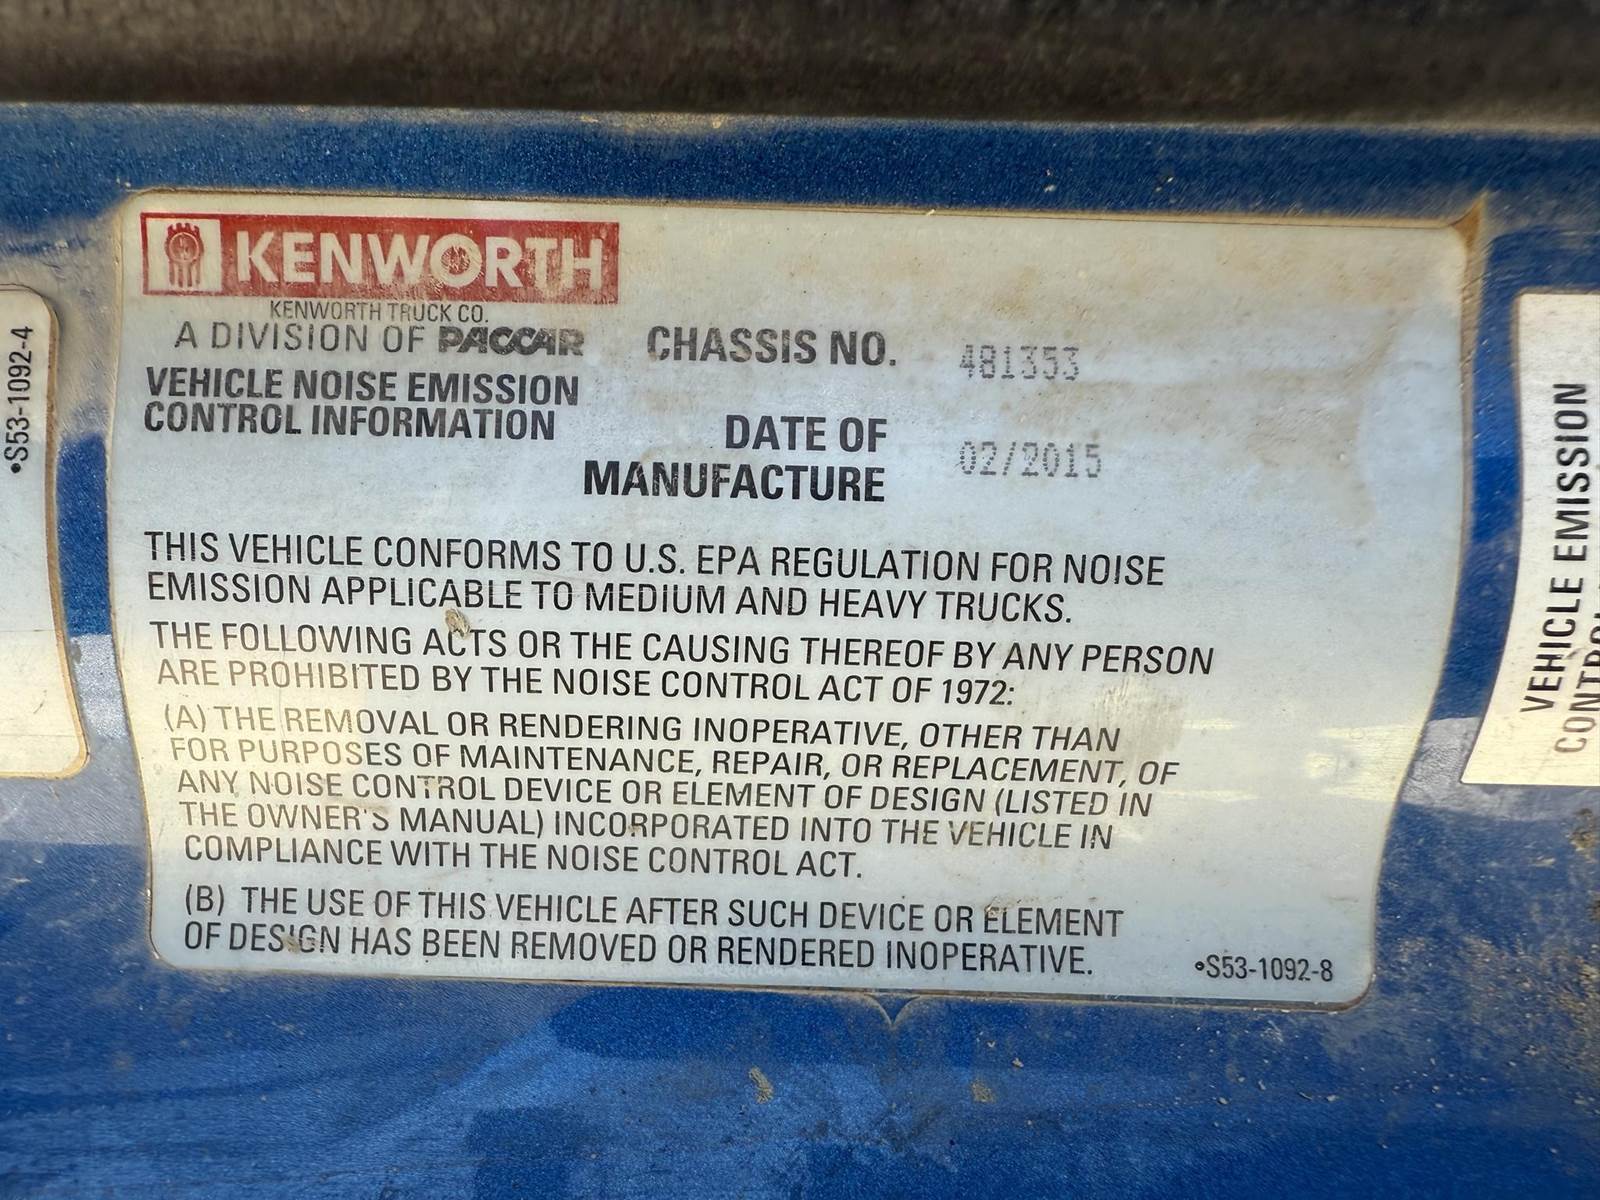 •S53-1092-4
KENWORTH
KENWORTH TRUCK CO.
A DIVISION OF PACCAR
VEHICLE NOISE EMISSION
CONTROL INFORMATION
CHASSIS NO. 481353
DATE OF
MANUFACTURE 02/2015
THIS VEHICLE CONFORMS TO U.S. EPA REGULATION FOR NOISE
EMISSION APPLICABLE TO MEDIUM AND HEAVY TRUCKS.
THE FOLLOWING ACTS OR THE CAUSING THEREOF BY ANY PERSON
ARE PROHIBITED BY THE NOISE CONTROL ACT OF 1972:
(A) THE REMOVAL OR RENDERING INOPERATIVE, OTHER THAN
FOR PURPOSES OF MAINTENANCE, REPAIR, OR REPLACEMENT, OF
ANY NOISE CONTROL DEVICE OR ELEMENT OF DESIGN (LISTED IN
THE OWNER'S MANUAL) INCORPORATED INTO THE VEHICLE IN
COMPLIANCE WITH THE NOISE CONTROL ACT.
(B) THE USE OF THIS VEHICLE AFTER SUCH DEVICE OR ELEMENT
OF DESIGN HAS BEEN REMOVED OR RENDERED INOPERATIVE.
•S53-1092-8
VEHICLE EMISSION